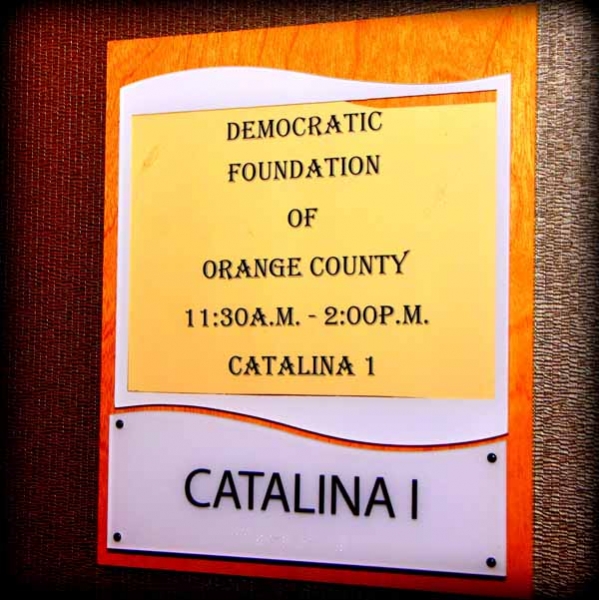 DEMOCRATIC
FOUNDATION
OF
ORANGE COUNTY
11:30A.M. - 2:00P.M.
CATALINA 1
CATALINA I